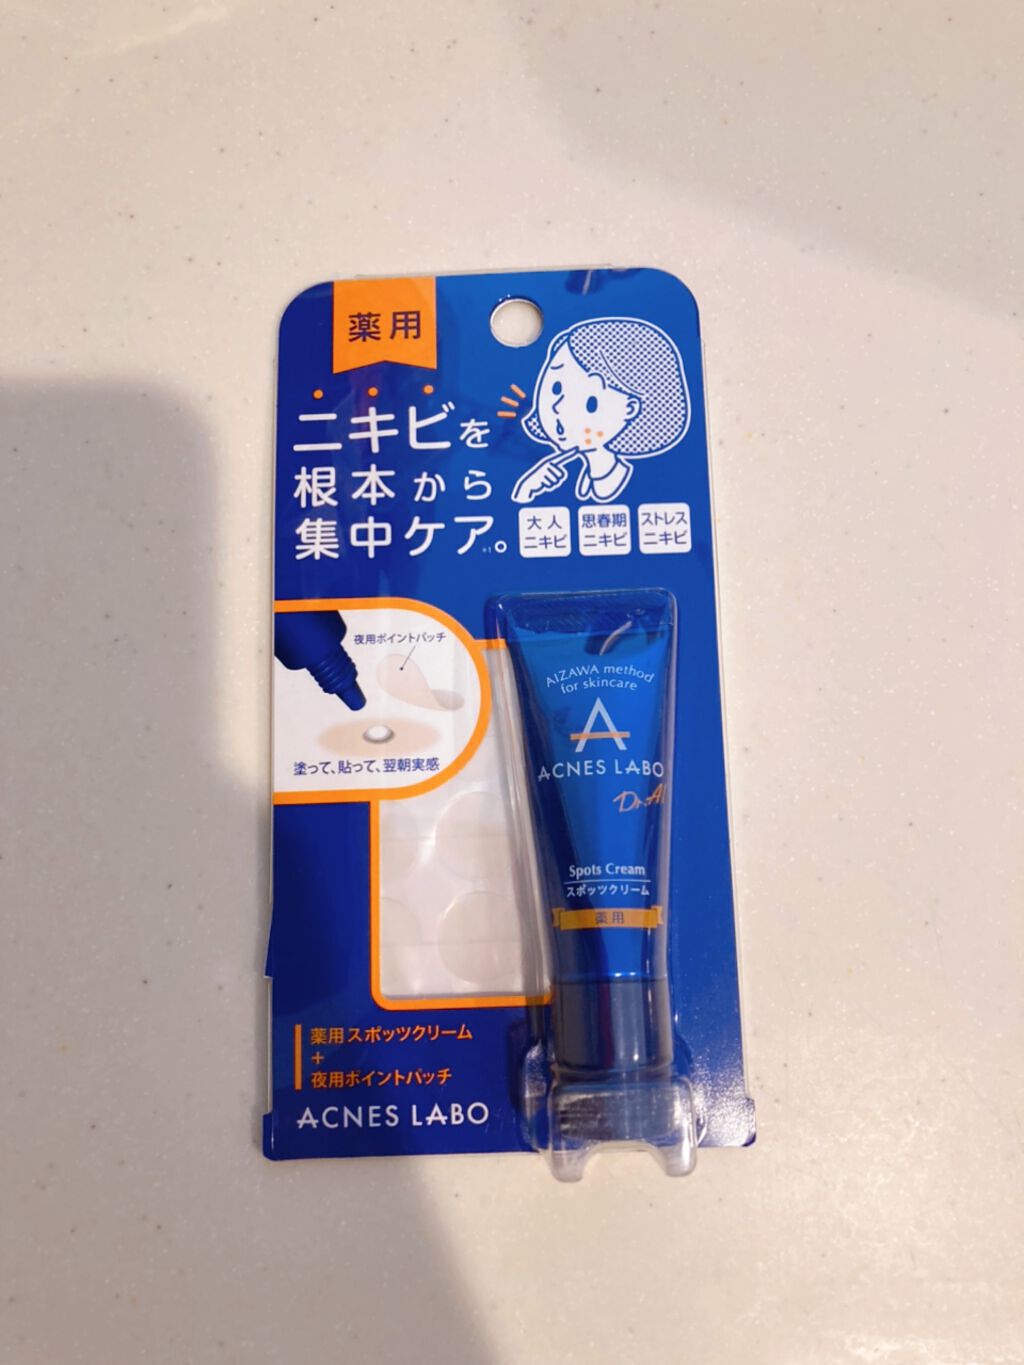 薬用
ニキビを
根本から
集中ケア。
※1
大人
ニキビ
思春期
ニキビ
ストレス
ニキビ
夜用ポイントパッチ
塗って、貼って、翌朝実感
AIZAWA method
for skincare
A
ACNES LABO
Dr.A
Spots Cream
スポッツクリーム
薬用
薬用スポッツクリーム
+
夜用ポイントパッチ
ACNES LABO